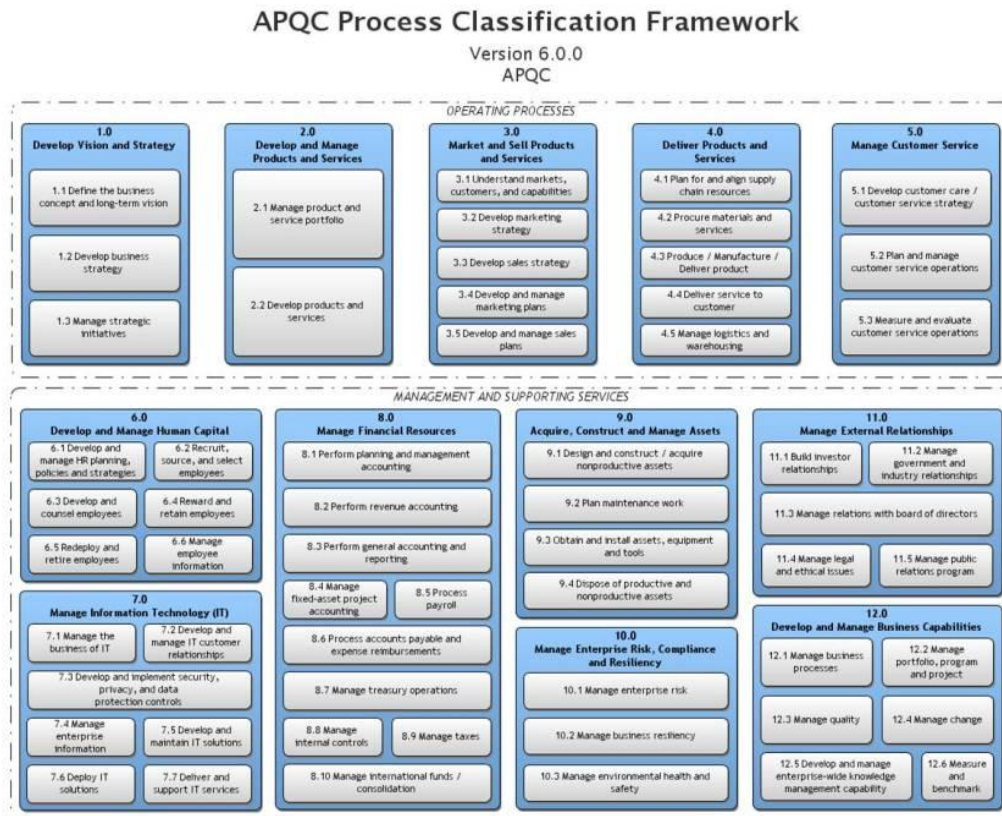 APQC Process Classification Framework
Version 6.0.0
APQC
OPERATING PROCESSES
1.0
Develop Vision and Strategy
1.1 Define the business
concept and long-term vision
1.2 Develop business
strategy
1.3 Manage strategic
initiatives
2.0
Develop and Manage
Products and Services
2.1 Manage product and
service portfolio
2.2 Develop products and
services
3.0
Market and Sell Products
and Services
3.1 Understand markets,
customers, and capabilities
3.2 Develop marketing
strategy
3.3 Develop sales strategy
3.4 Develop and manage
marketing plans
3.5 Develop and manage sales
plans
4.0
Deliver Products and
Services
4.1 Plan for and align supply
chain resources
4.2 Procure materials and
services
4.3 Produce / Manufacture /
Deliver product
4.4 Deliver service to
customer
4.5 Manage logistics and
warehousing
5.0
Manage Customer Service
5.1 Develop customer care /
customer service strategy
5.2 Plan and manage
customer service operations
5.3 Measure and evaluate
customer service operations
MANAGEMENT AND SUPPORTING SERVICES
6.0
Develop and Manage Human Capital
6.1 Develop and
manage HR planning,
policies and strategies
6.2 Recruit,
source, and select
employees
6.3 Develop and
counsel employees
6.4 Reward and
retain employees
6.5 Redeploy and
retire employees
6.6 Manage
employee
information
7.0
Manage Information Technology (IT)
7.1 Manage the
business of IT
7.2 Develop and
manage IT customer
relationships
7.3 Develop and implement security,
privacy, and data
protection controls
7.4 Manage
enterprise
information
7.5 Develop and
maintain IT solutions
7.6 Deploy IT
solutions
7.7 Deliver and
support IT services
8.0
Manage Financial Resources
8.1 Perform planning and management
accounting
8.2 Perform revenue accounting
8.3 Perform general accounting and
reporting
8.4 Manage
fixed-asset project
accounting
8.5 Process
payroll
8.6 Process accounts payable and
expense reimbursements
8.7 Manage treasury operations
8.8 Manage
internal controls
8.9 Manage taxes
8.10 Manage international funds /
consolidation
9.0
Acquire, Construct and Manage Assets
9.1 Design and construct / acquire
nonproductive assets
9.2 Plan maintenance work
9.3 Obtain and install assets, equipment
and tools
9.4 Dispose of productive and
nonproductive assets
10.0
Manage Enterprise Risk, Compliance
and Resiliency
10.1 Manage enterprise risk
10.2 Manage business resiliency
10.3 Manage environmental health and
safety
11.0
Manage External Relationships
11.1 Build investor
relationships
11.2 Manage
government and
industry relationships
11.3 Manage relations with board of directors
11.4 Manage legal
and ethical issues
11.5 Manage public
relations program
12.0
Develop and Manage Business Capabilities
12.1 Manage business
processes
12.2 Manage
portfolio, program
and project
12.3 Manage quality
12.4 Manage change
12.5 Develop and manage
enterprise-wide knowledge
management capability
12.6 Measure
and
benchmark